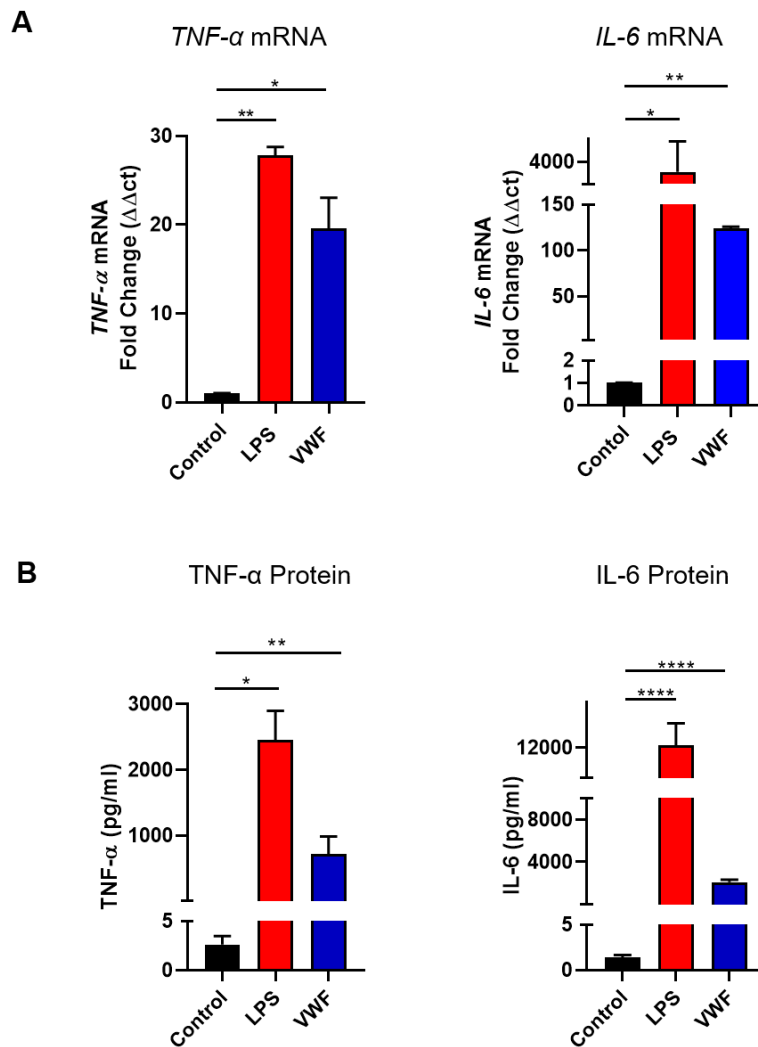 A
TNF-α mRNA
*
**
TNF-α mRNA
Fold Change (ΔΔct)
30
20
10
0
Control
LPS
VWF
IL-6 mRNA
**
*
IL-6 mRNA
Fold Change (ΔΔct)
4000
150
100
50
2
1
0
Contol
LPS
VWF
B
TNF-α Protein
**
*
TNF-α (pg/ml)
3000
2000
1000
5
0
Control
LPS
VWF
IL-6 Protein
****
****
IL-6 (pg/ml)
12000
8000
4000
5
0
Control
LPS
VWF